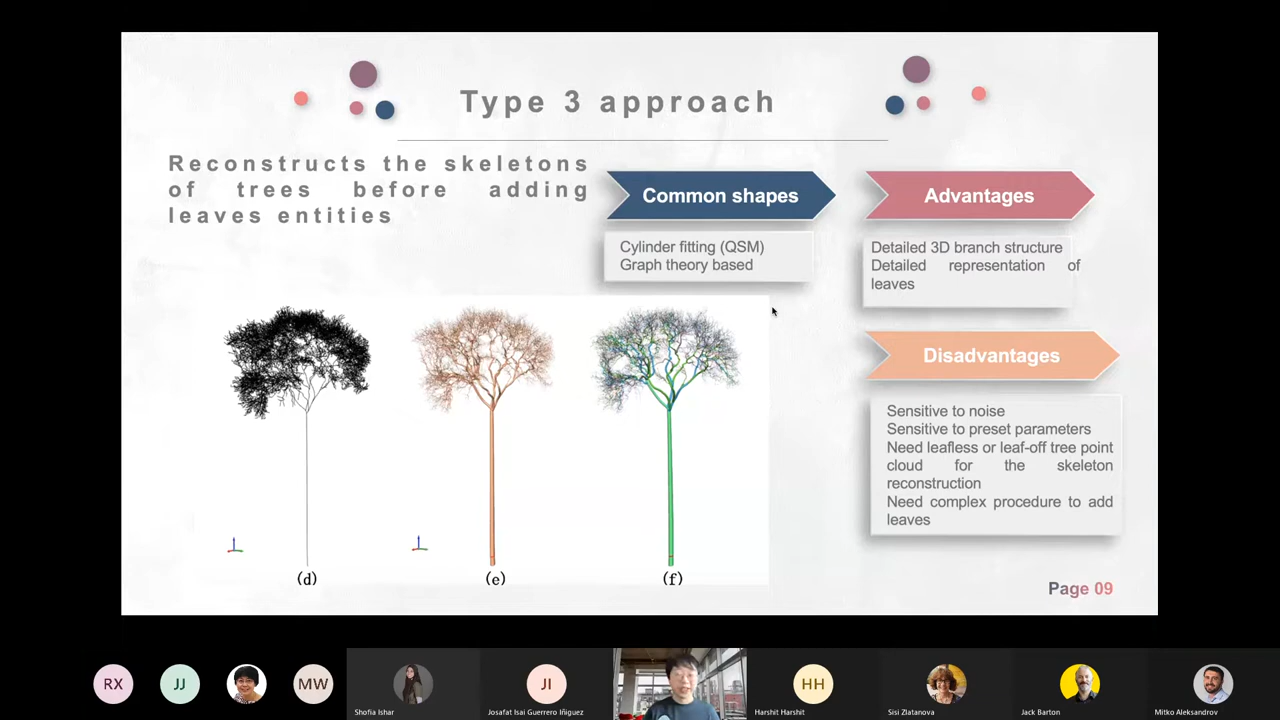 Type 3 approach
Reconstructs the skeletons
of trees before adding
leaves entities
Common shapes
Cylinder fitting (QSM)
Graph theory based
Advantages
Detailed 3D branch structure
Detailed representation of
leaves
Disadvantages
Sensitive to noise
Sensitive to preset parameters
Need leafless or leaf-off tree point
cloud for the skeleton
reconstruction
Need complex procedure to add
leaves
(d)
(e)
(f)
Page 09
RX
JJ
MW
JI
HH
Shofia Ishar
Josafat Isai Guerrero Iñiguez
Harshit Harshit
Sisi Zlatanova
Jack Barton
Mitko Aleksandrov